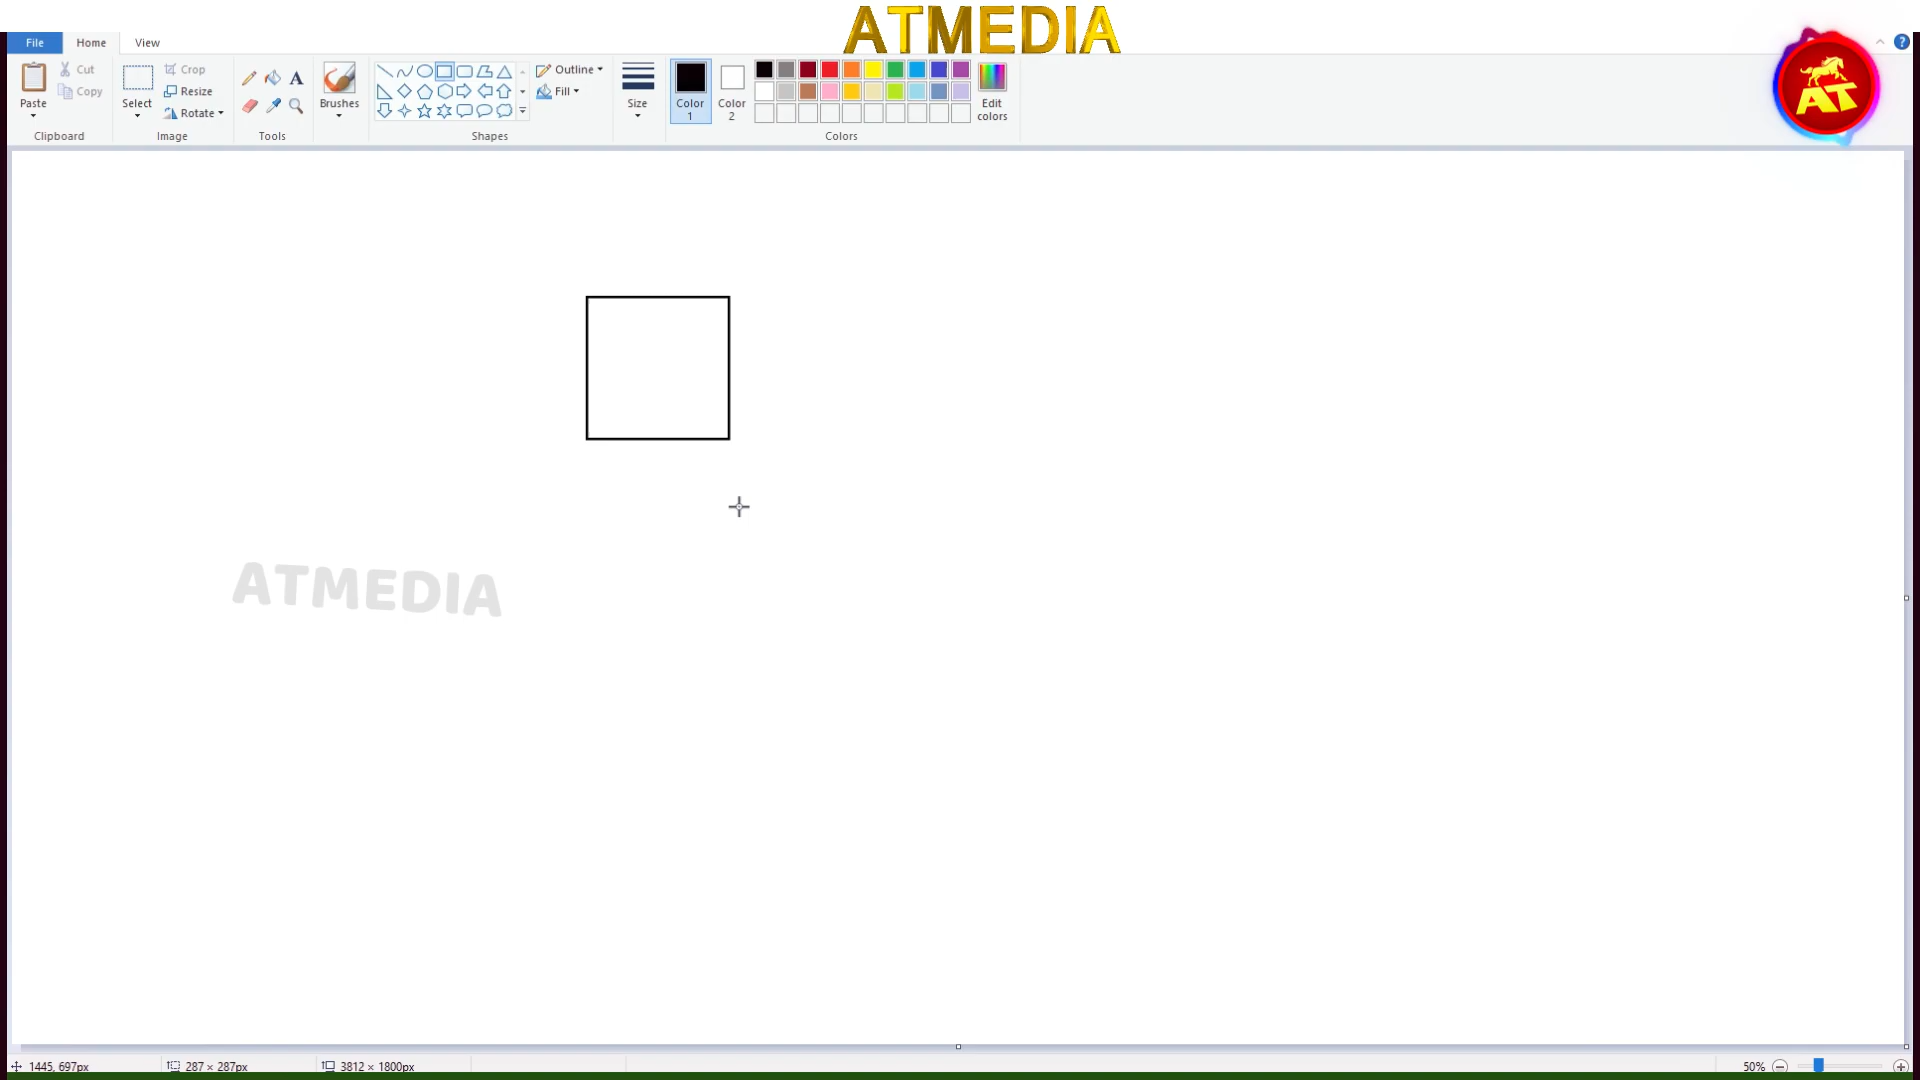 ATMEDIA
File Home View
Paste Cut Copy Clipboard
Select Crop Resize Rotate Image
Tools
Brushes
Shapes
Outline Fill
Size
Color 1 Color 2 Edit colors
Colors
AT
ATMEDIA
1445, 697px 287 × 287px 3812 × 1800px 50%